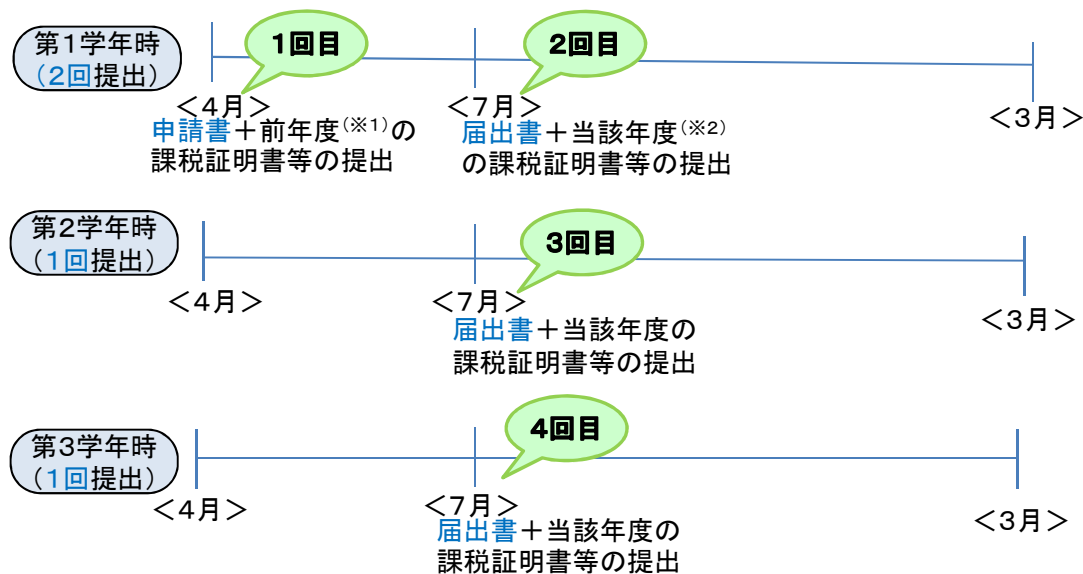 第1学年時
(2回提出)
1回目
2回目
<4月>
申請書+前年度(※1)の
課税証明書等の提出
<7月>
届出書+当該年度(※2)
の課税証明書等の提出
<3月>
第2学年時
(1回提出)
3回目
<4月>
<7月>
届出書+当該年度の
課税証明書等の提出
<3月>
第3学年時
(1回提出)
4回目
<4月>
<7月>
届出書+当該年度の
課税証明書等の提出
<3月>